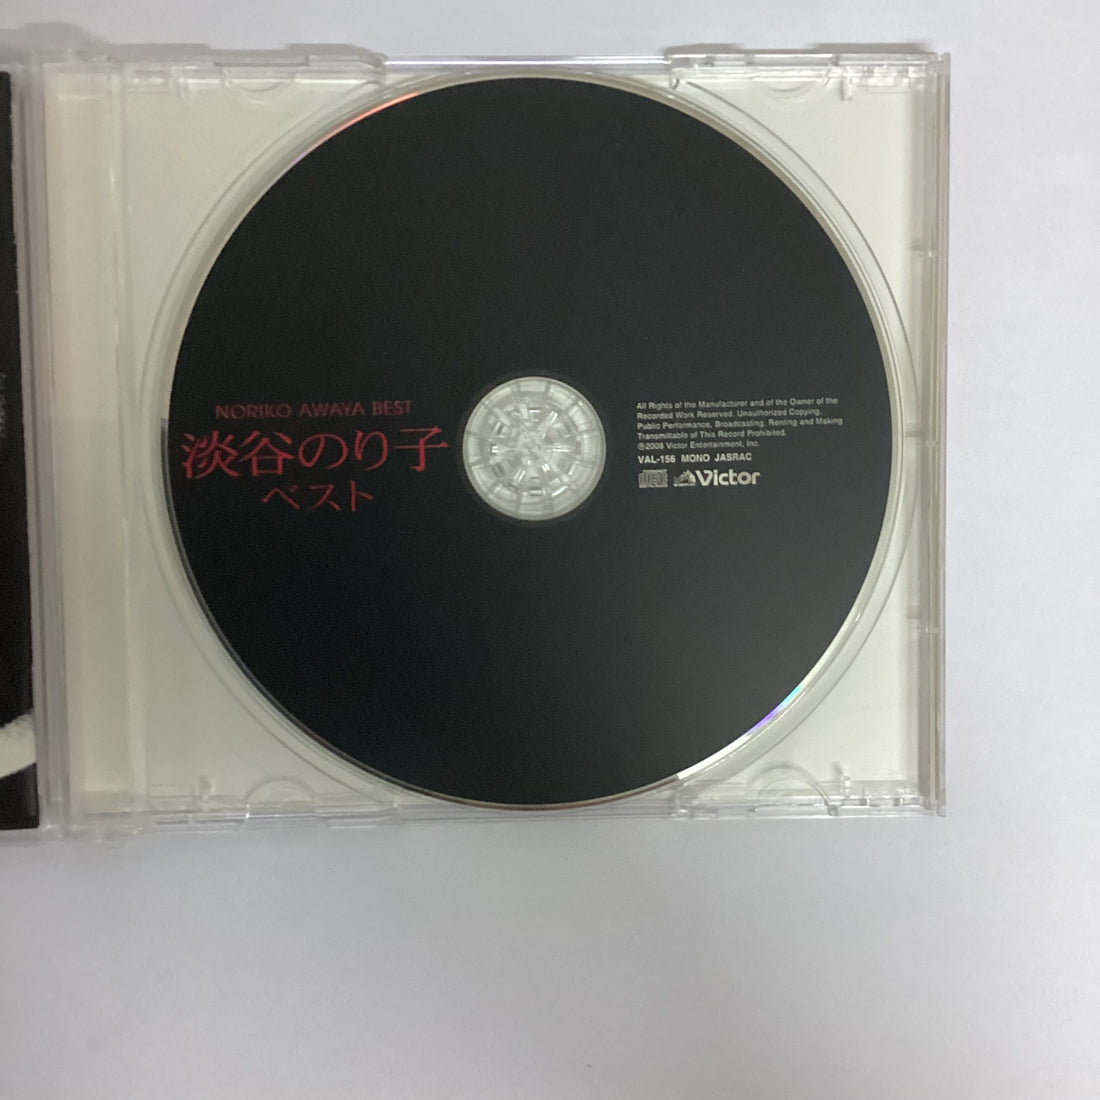 NORIKO AWAYA BEST
淡谷のり子
ベスト
All Rights of the Manufacturer and of the Owner of the
Recorded Work Reserved. Unauthorized Copying,
Public Performance, Broadcasting, Renting and Making
Transmittable of This Record Prohibited.
℗2008 Victor Entertainment, Inc.
VAL-156 MONO JASRAC
Victor